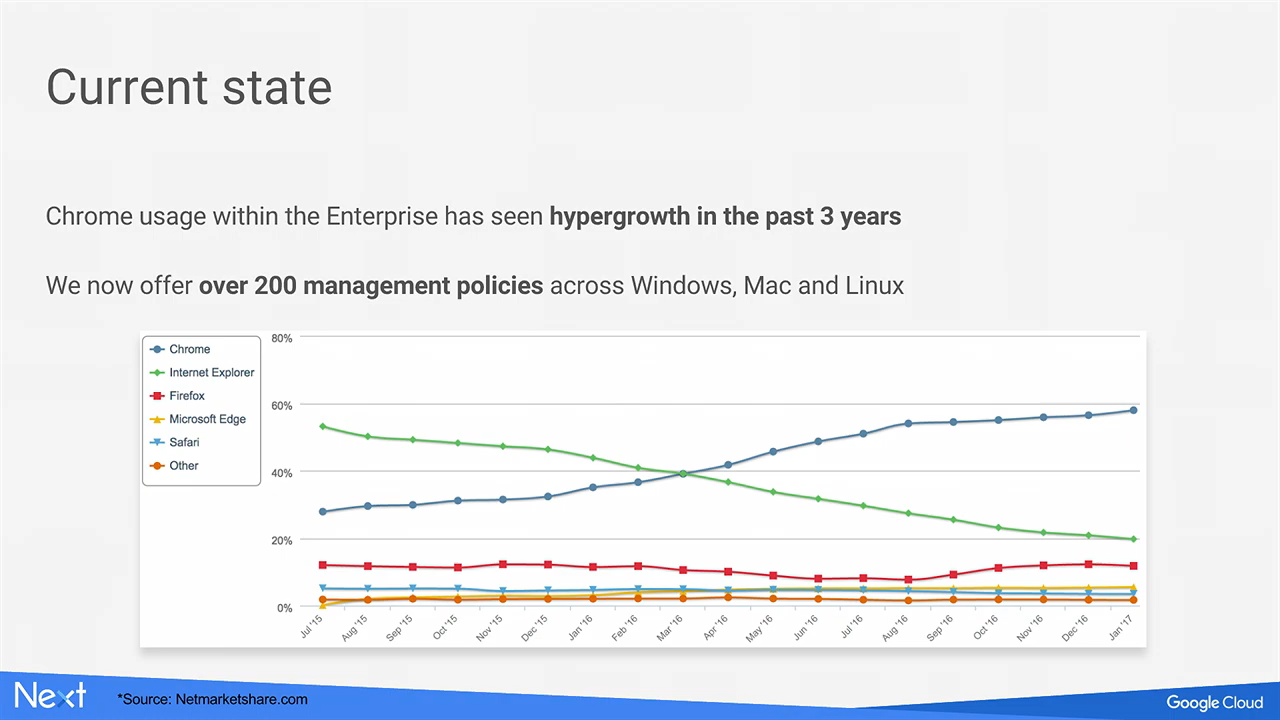 Current state
Chrome usage within the Enterprise has seen hypergrowth in the past 3 years
We now offer over 200 management policies across Windows, Mac and Linux
Chrome
Internet Explorer
Firefox
Microsoft Edge
Safari
Other
80%
60%
40%
20%
0%
Jul '15
Aug '15
Sep '15
Oct '15
Nov '15
Dec '15
Jan '16
Feb '16
Mar '16
Apr '16
May '16
Jun '16
Jul '16
Aug '16
Sep '16
Oct '16
Nov '16
Dec '16
Jan '17
Next
*Source: Netmarketshare.com
Google Cloud